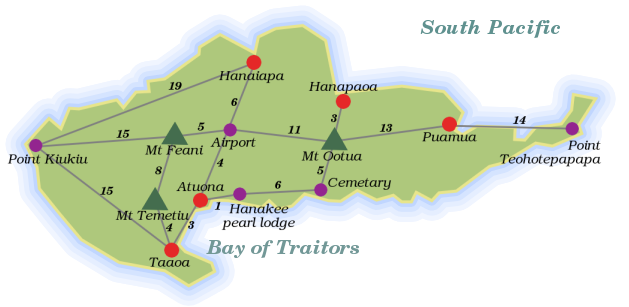 South Pacific
Hanaiapa
19
Hanapaoa
6
3
14
15
5
11
13
Point Kiukiu
Mt Feani
Airport
Mt Ootua
Puamua
Point
Teohotepapapa
8
4
5
15
Atuona
6
Cemetary
Mt Temetiu
1
Hanakee
pearl lodge
4
3
Bay of Traitors
Taaoa